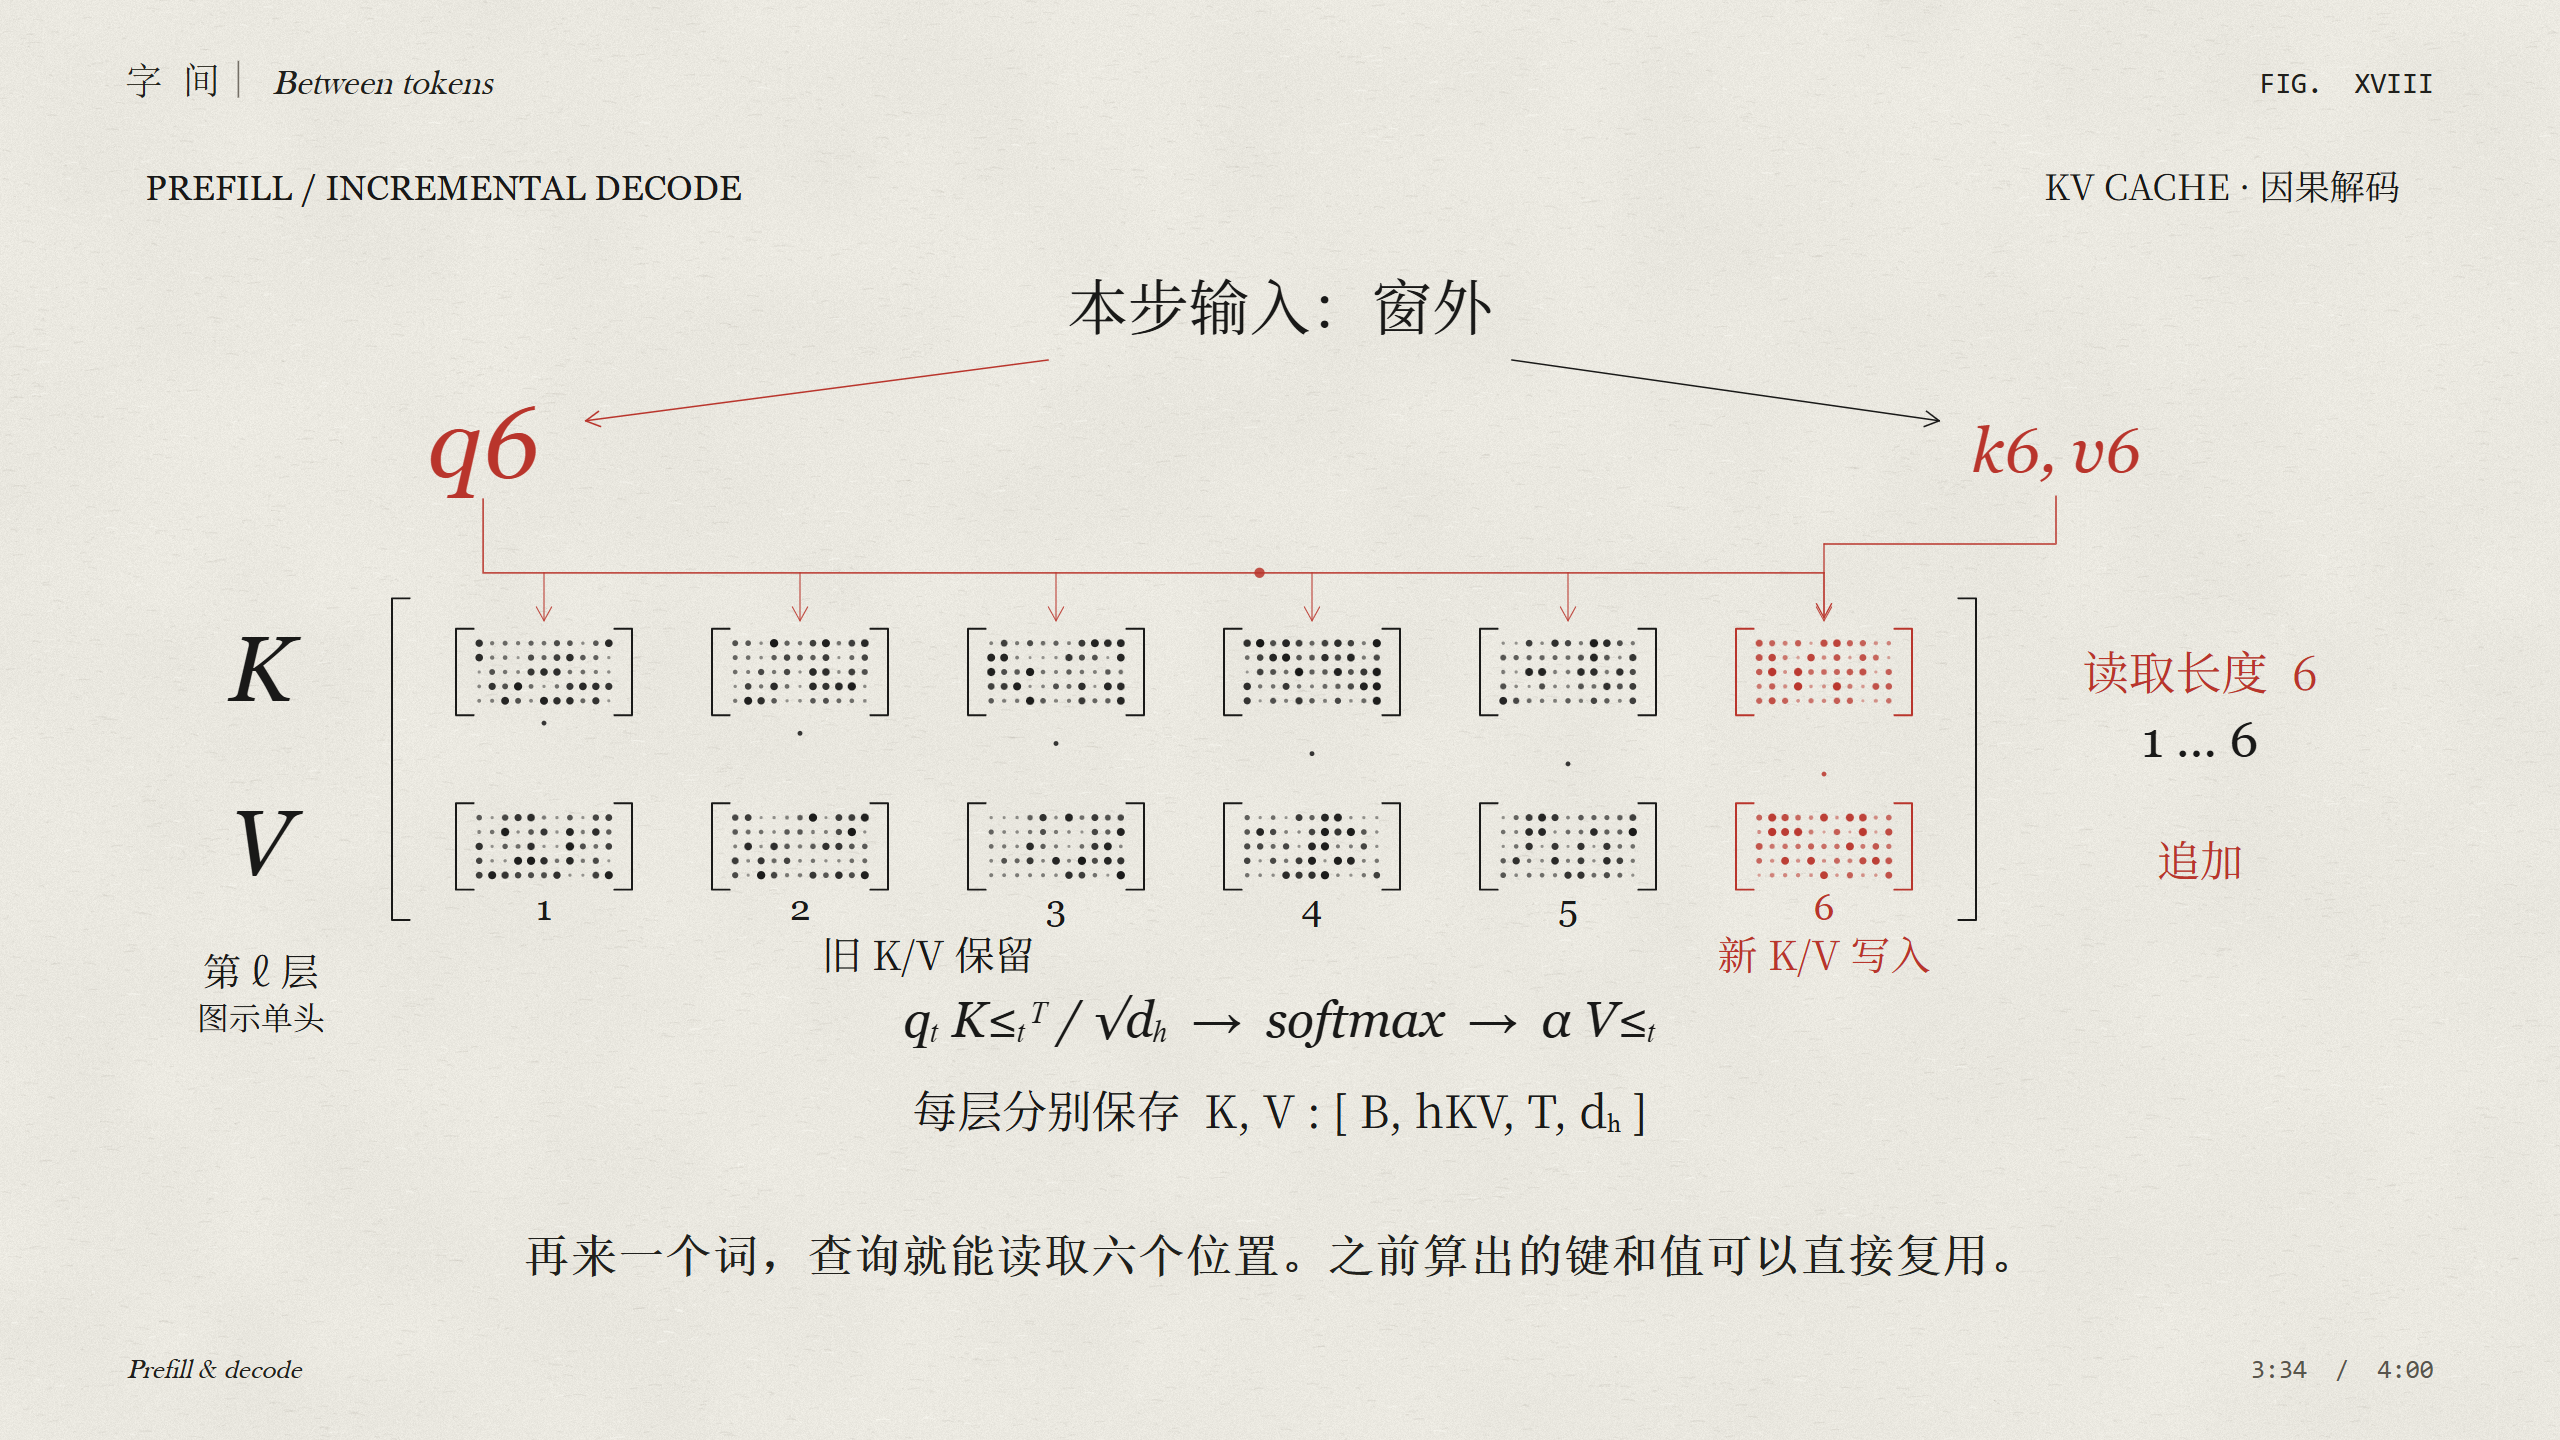 字 间 | Between tokens
FIG. XVIII
PREFILL / INCREMENTAL DECODE
KV CACHE · 因果解码
本步输入：窗外
q6
k6, v6
K
读取长度 6
1 ... 6
V
追加
1 2 3 4 5 6
旧 K/V 保留
新 K/V 写入
第 ℓ 层
图示单头
qₜ K≤ₜᵀ / √dₕ → softmax → α V≤ₜ
每层分别保存 K, V : [ B, hKV, T, dₕ ]
再来一个词，查询就能读取六个位置。之前算出的键和值可以直接复用。
Prefill & decode
3:34 / 4:00